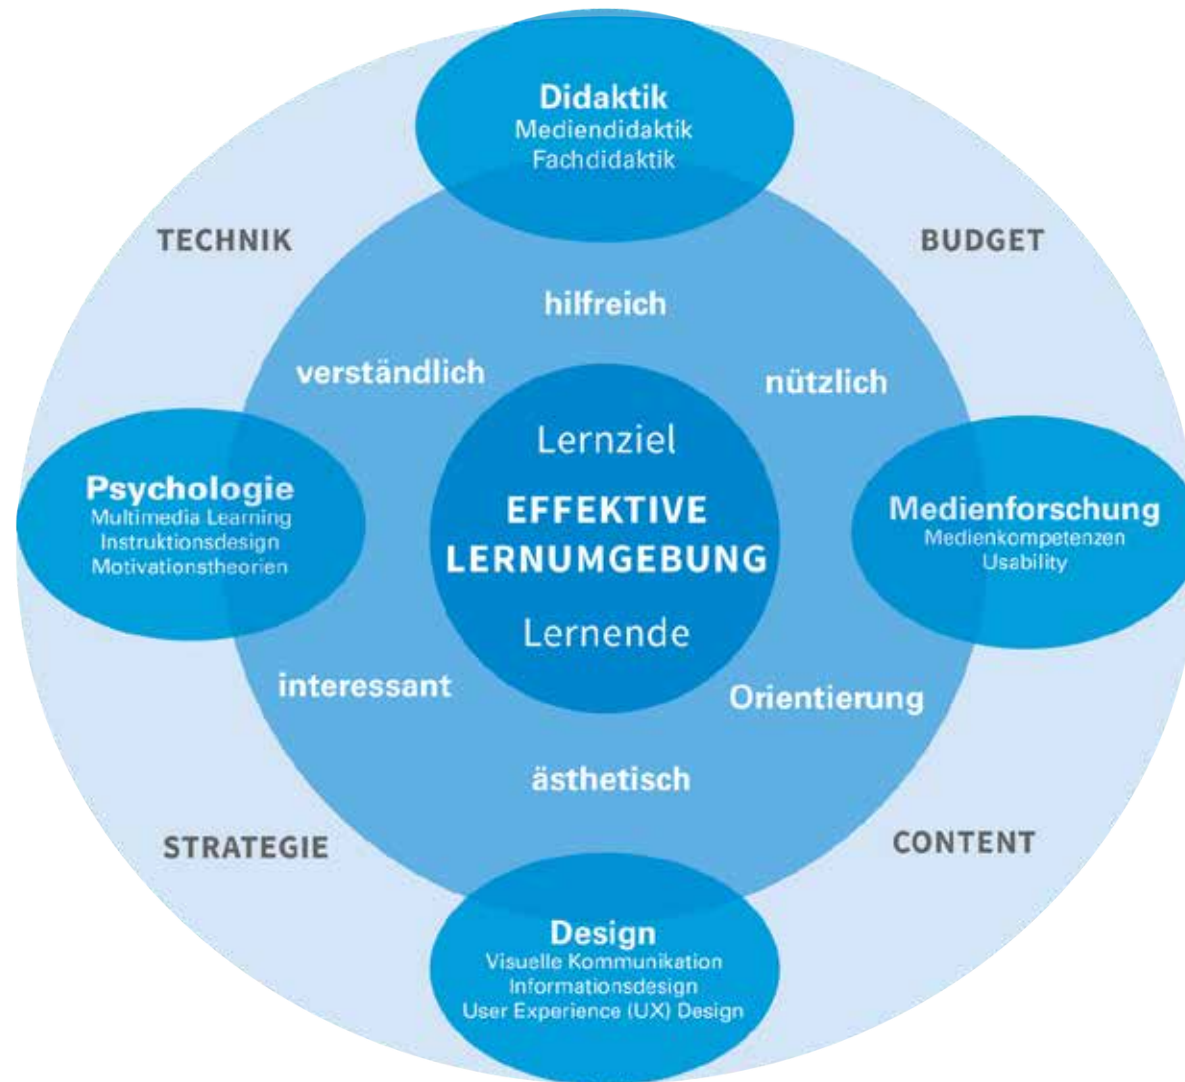 Didaktik
Mediendidaktik
Fachdidaktik
TECHNIK
BUDGET
hilfreich
verständlich
nützlich
Lernziel
EFFEKTIVE
LERNUMGEBUNG
Lernende
Psychologie
Multimedia Learning
Instruktionsdesign
Motivationstheorien
Medienforschung
Medienkompetenzen
Usability
interessant
Orientierung
ästhetisch
STRATEGIE
CONTENT
Design
Visuelle Kommunikation
Informationsdesign
User Experience (UX) Design